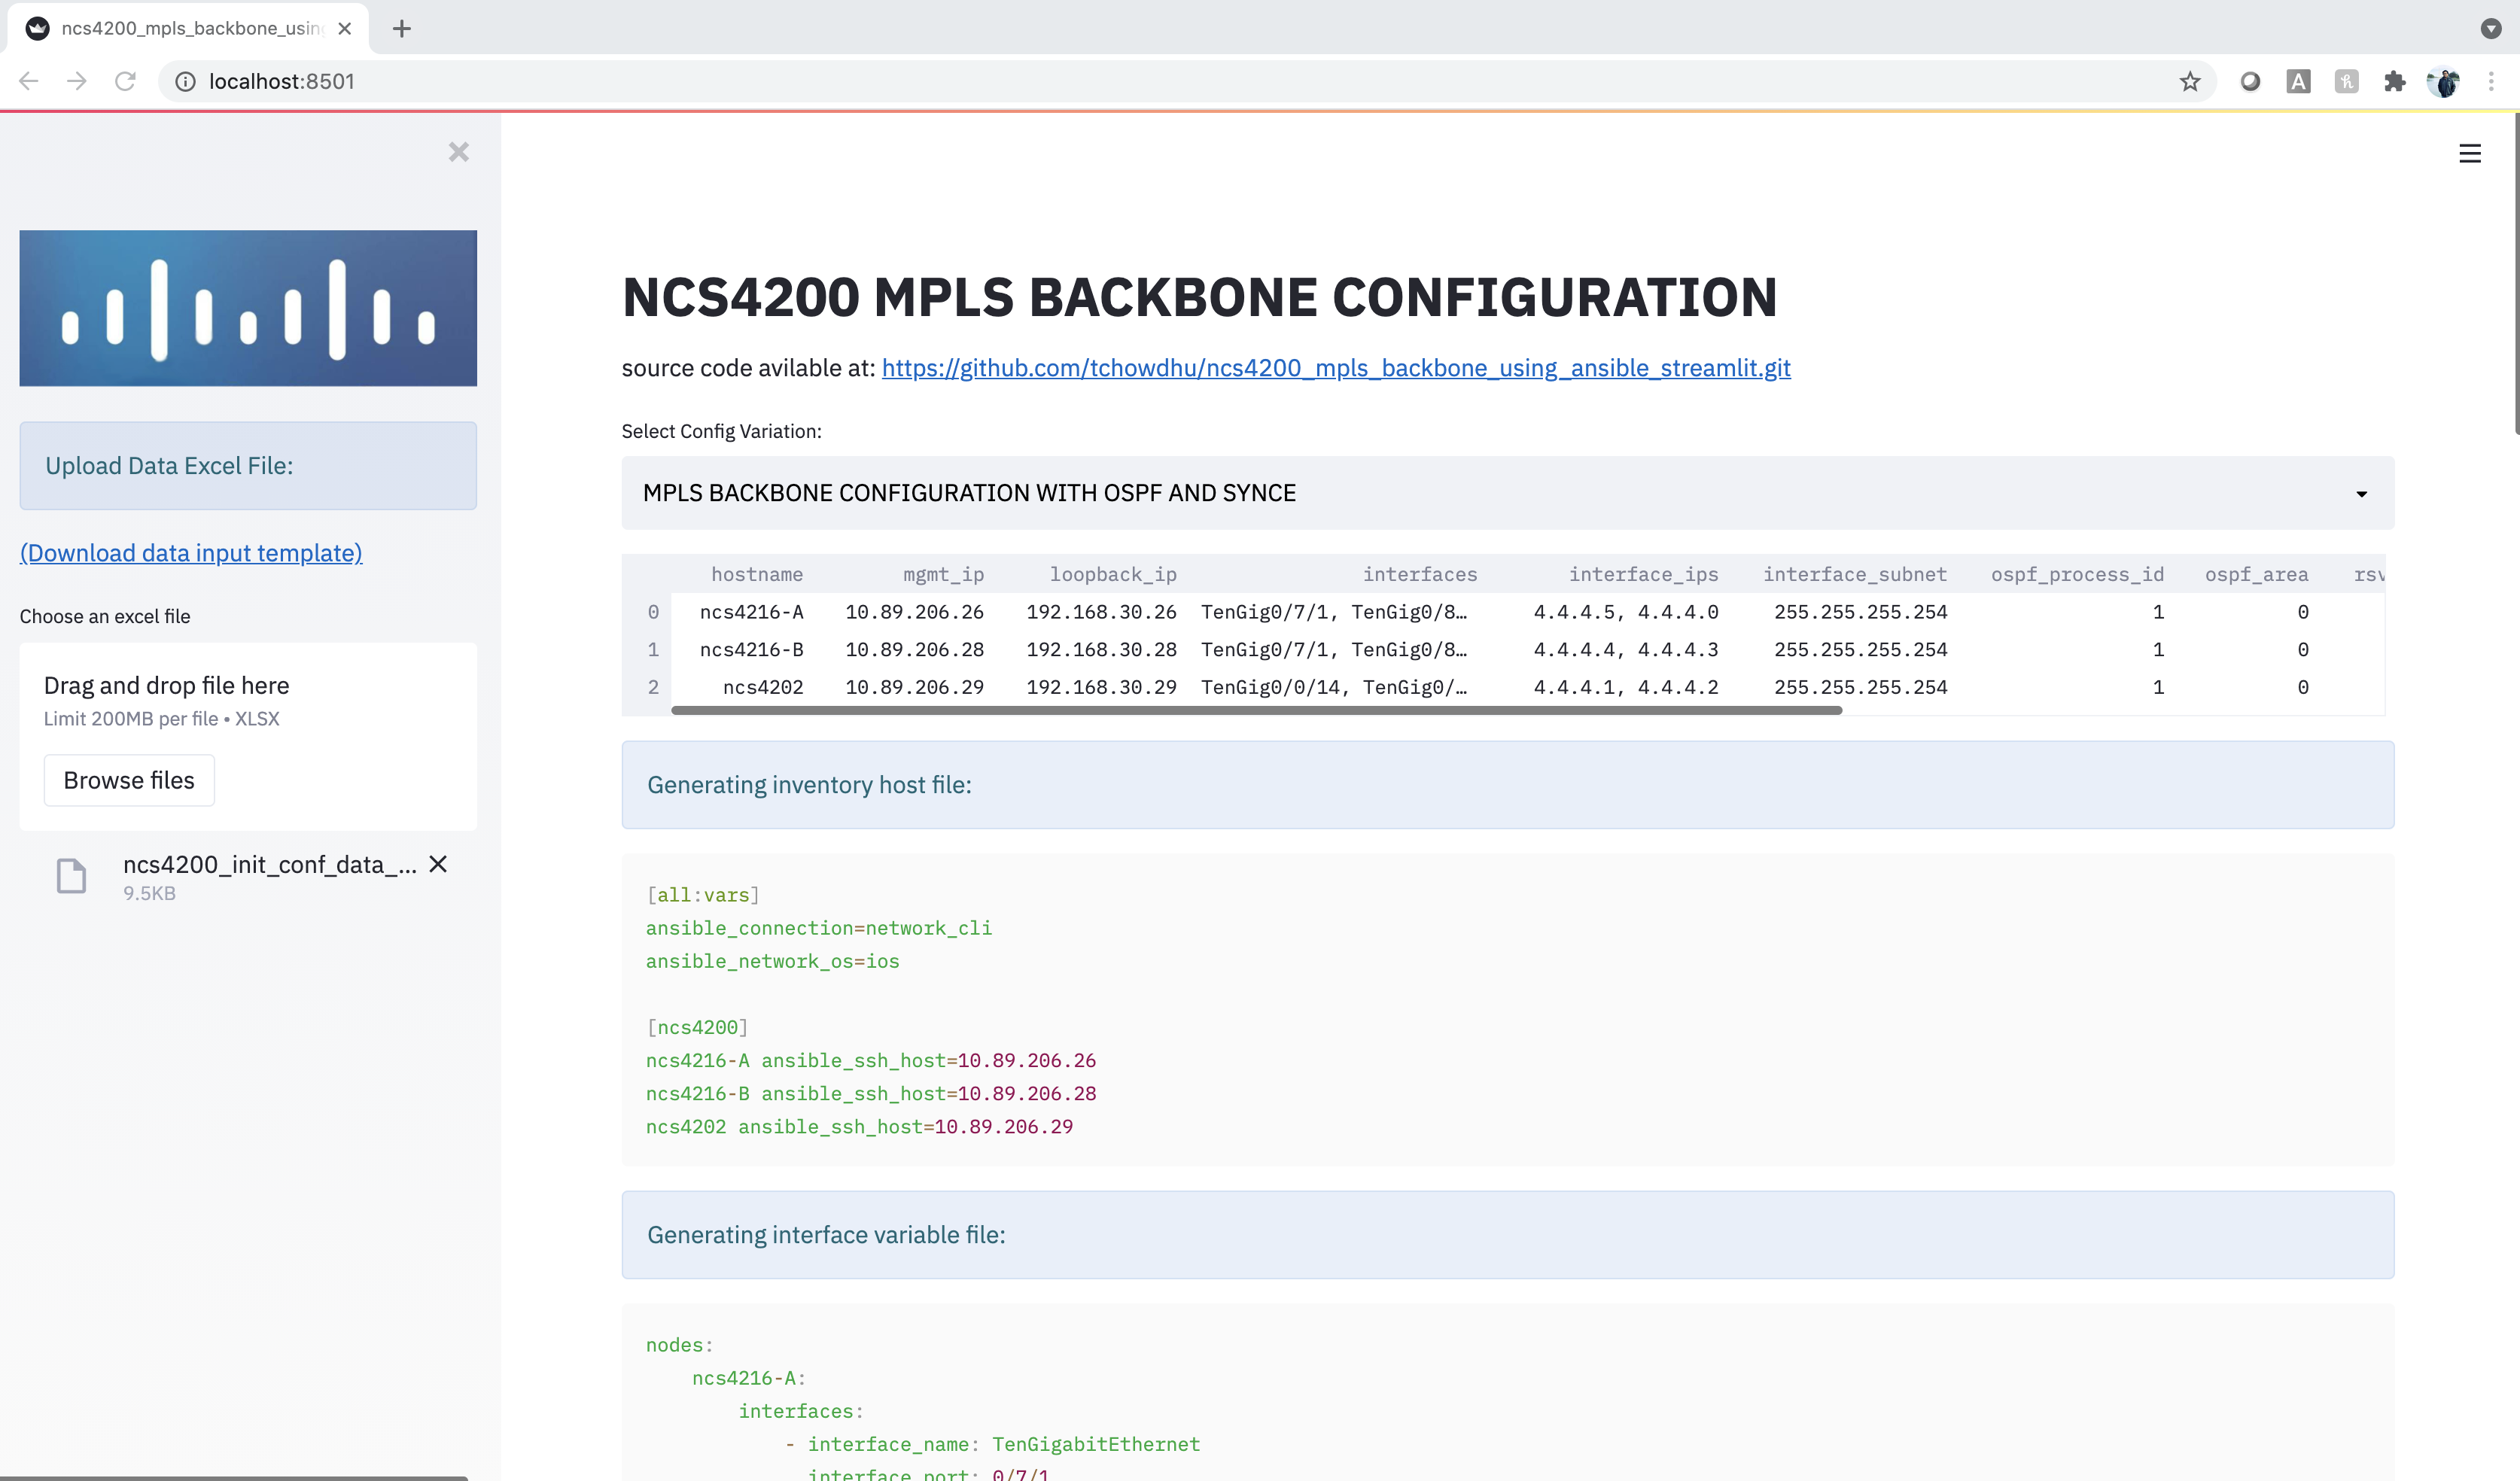 ncs4200_mpls_backbone_usin
localhost:8501
Upload Data Excel File:
(Download data input template)
Choose an excel file
Drag and drop file here
Limit 200MB per file • XLSX
Browse files
ncs4200_init_conf_data_...
9.5KB
NCS4200 MPLS BACKBONE CONFIGURATION
source code avilable at: https://github.com/tchowdhu/ncs4200_mpls_backbone_using_ansible_streamlit.git
Select Config Variation:
MPLS BACKBONE CONFIGURATION WITH OSPF AND SYNCE
hostname mgmt_ip loopback_ip interfaces interface_ips interface_subnet ospf_process_id ospf_area rsv
0 ncs4216-A 10.89.206.26 192.168.30.26 TenGig0/7/1, TenGig0/8… 4.4.4.5, 4.4.4.0 255.255.255.254 1 0
1 ncs4216-B 10.89.206.28 192.168.30.28 TenGig0/7/1, TenGig0/8… 4.4.4.4, 4.4.4.3 255.255.255.254 1 0
2 ncs4202 10.89.206.29 192.168.30.29 TenGig0/0/14, TenGig0/… 4.4.4.1, 4.4.4.2 255.255.255.254 1 0
Generating inventory host file:
[all:vars]
ansible_connection=network_cli
ansible_network_os=ios
[ncs4200]
ncs4216-A ansible_ssh_host=10.89.206.26
ncs4216-B ansible_ssh_host=10.89.206.28
ncs4202 ansible_ssh_host=10.89.206.29
Generating interface variable file:
nodes:
ncs4216-A:
interfaces:
- interface_name: TenGigabitEthernet
interface_port: 0/7/1